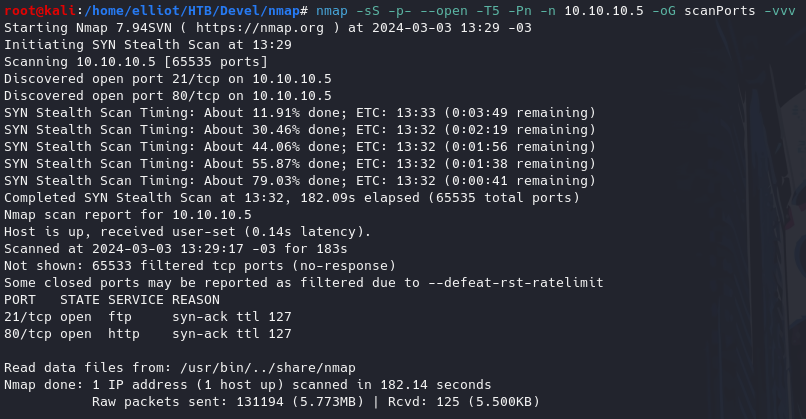 root@kali:/home/elliot/HTB/Devel/nmap# nmap -sS -p- --open -T5 -Pn -n 10.10.10.5 -oG scanPorts -vvv
Starting Nmap 7.94SVN ( https://nmap.org ) at 2024-03-03 13:29 -03
Initiating SYN Stealth Scan at 13:29
Scanning 10.10.10.5 [65535 ports]
Discovered open port 21/tcp on 10.10.10.5
Discovered open port 80/tcp on 10.10.10.5
SYN Stealth Scan Timing: About 11.91% done; ETC: 13:33 (0:03:49 remaining)
SYN Stealth Scan Timing: About 30.46% done; ETC: 13:32 (0:02:19 remaining)
SYN Stealth Scan Timing: About 44.06% done; ETC: 13:32 (0:01:56 remaining)
SYN Stealth Scan Timing: About 55.87% done; ETC: 13:32 (0:01:38 remaining)
SYN Stealth Scan Timing: About 79.03% done; ETC: 13:32 (0:00:41 remaining)
Completed SYN Stealth Scan at 13:32, 182.09s elapsed (65535 total ports)
Nmap scan report for 10.10.10.5
Host is up, received user-set (0.14s latency).
Scanned at 2024-03-03 13:29:17 -03 for 183s
Not shown: 65533 filtered tcp ports (no-response)
Some closed ports may be reported as filtered due to --defeat-rst-ratelimit
PORT   STATE SERVICE REASON
21/tcp open  ftp     syn-ack ttl 127
80/tcp open  http    syn-ack ttl 127
Read data files from: /usr/bin/../share/nmap
Nmap done: 1 IP address (1 host up) scanned in 182.14 seconds
           Raw packets sent: 131194 (5.773MB) | Rcvd: 125 (5.500KB)